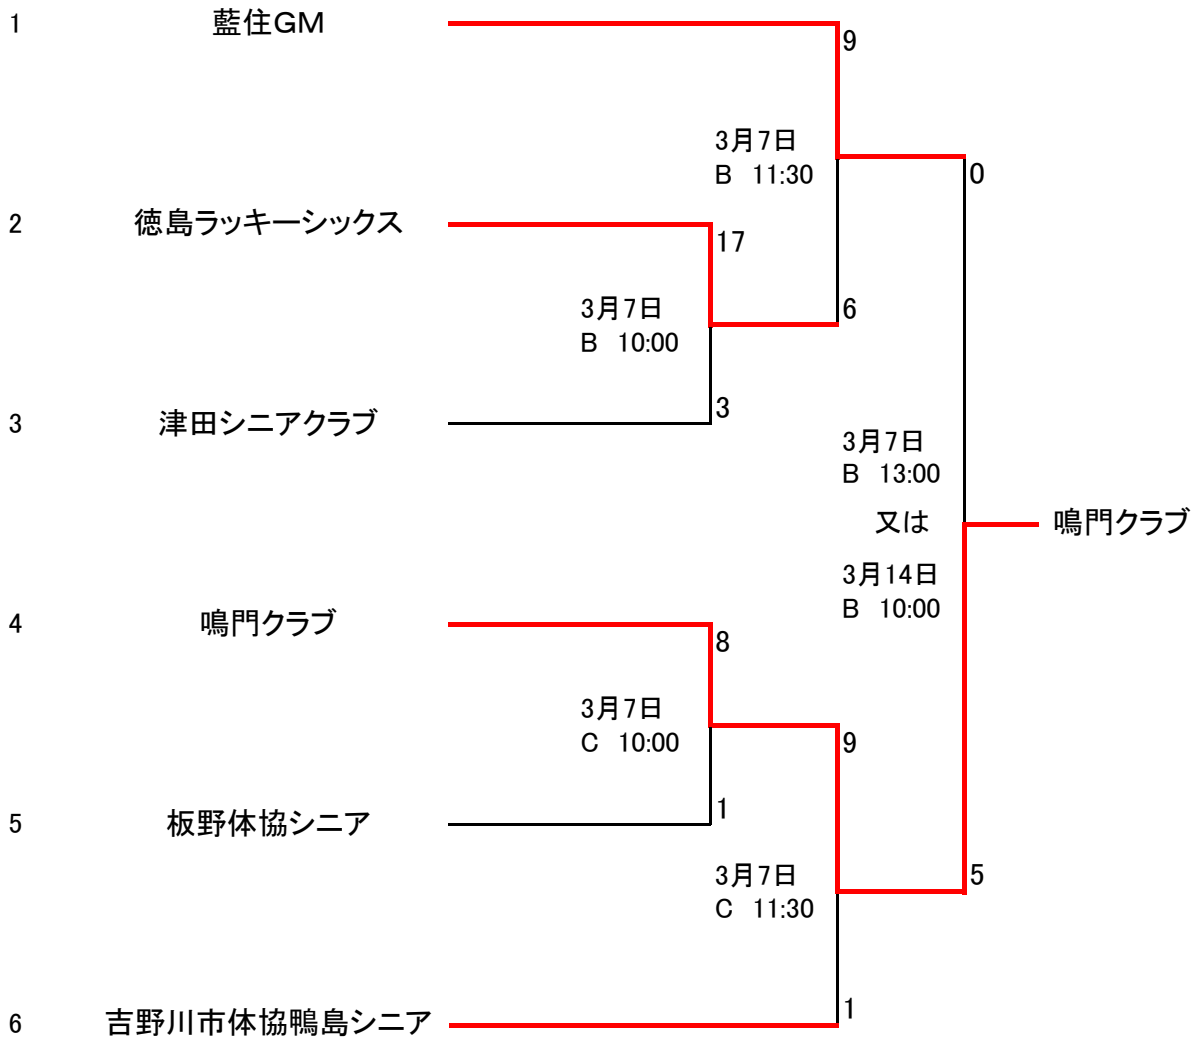 1 藍住GM
9
3月7日
B 11:30
0
2 徳島ラッキーシックス
17
3月7日
B 10:00
6
3 津田シニアクラブ
3
3月7日
B 13:00
又は
鳴門クラブ
3月14日
B 10:00
4 鳴門クラブ
8
3月7日
C 10:00
9
5 板野体協シニア
1
3月7日
C 11:30
5
6 吉野川市体協鴨島シニア
1